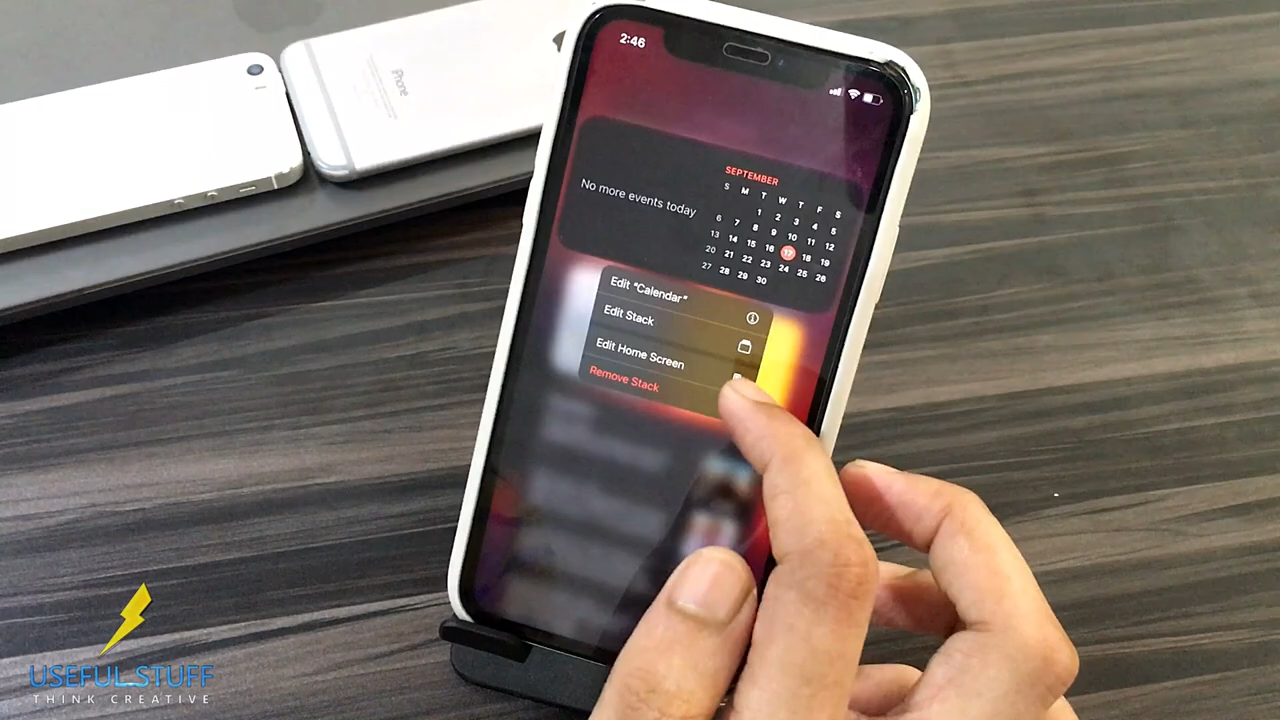 iPhone
2:46
SEPTEMBER
No more events today
S M T W T F S
1 2 3 4 5
6 7 8 9 10 11 12
13 14 15 16 17 18 19
20 21 22 23 24 25 26
27 28 29 30
Edit "Calendar"
Edit Stack
Edit Home Screen
Remove Stack
USEFUL_STUFF
THINK CREATIVE